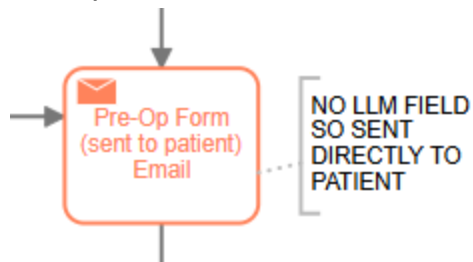 Pre-Op Form
(sent to patient)
Email
NO LLM FIELD
SO SENT
DIRECTLY TO
PATIENT